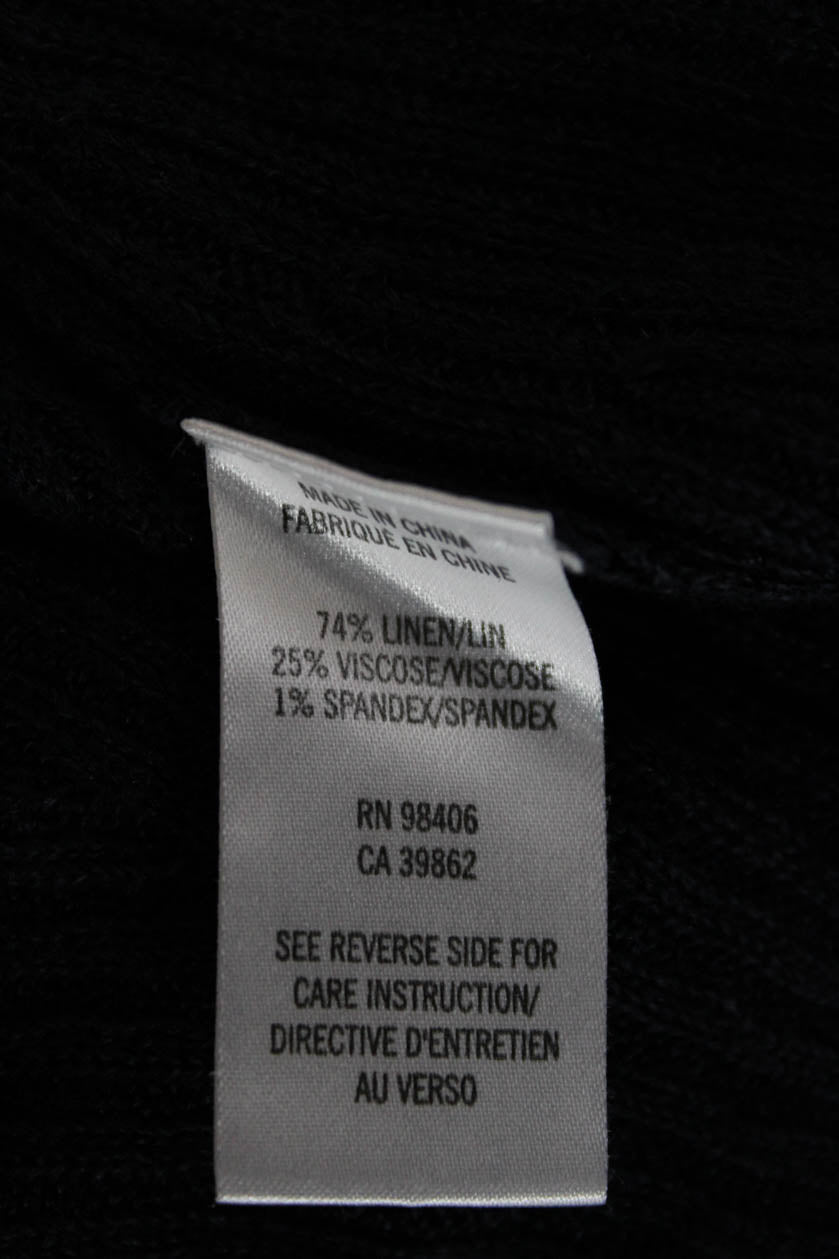 MADE IN CHINA
FABRIQUE EN CHINE
74% LINEN/LIN
25% VISCOSE/VISCOSE
1% SPANDEX/SPANDEX
RN 98406
CA 39862
SEE REVERSE SIDE FOR
CARE INSTRUCTION/
DIRECTIVE D'ENTRETIEN
AU VERSO